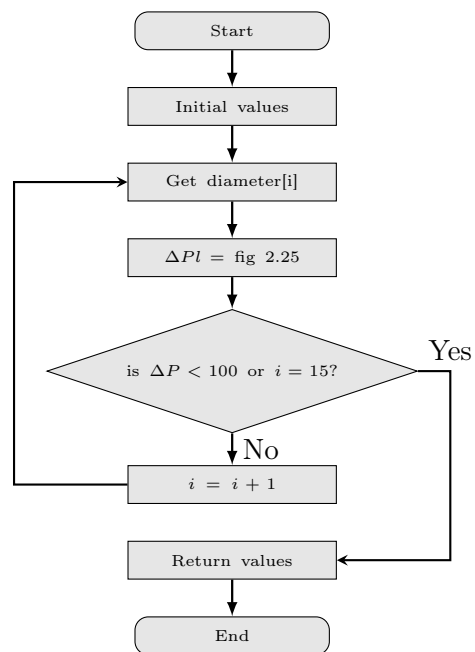 Start
Initial values
Get diameter[i]
ΔPl = fig 2.25
is ΔP < 100 or i = 15?
Yes
No
i = i + 1
Return values
End